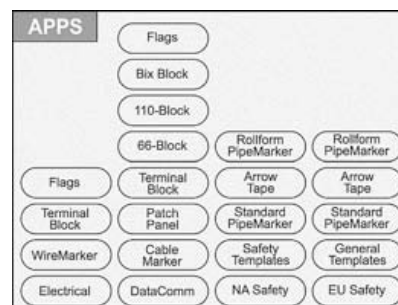 APPS
Flags
Bix Block
110-Block
66-Block
Rollform
PipeMarker
Rollform
PipeMarker
Flags
Terminal
Block
Arrow
Tape
Arrow
Tape
Terminal
Block
Patch
Panel
Standard
PipeMarker
Standard
PipeMarker
WireMarker
Cable
Marker
Safety
Templates
General
Templates
Electrical
DataComm
NA Safety
EU Safety